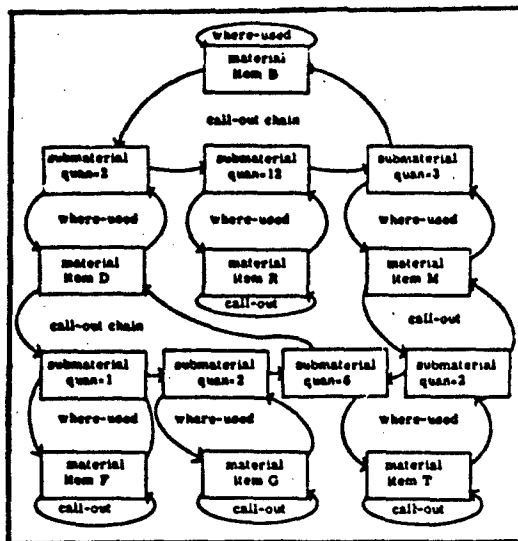 where-used
material
item B
call-out chain
submaterial
quan=2
submaterial
quan=12
submaterial
quan=3
where-used
where-used
where-used
material
item D
material
item R
material
item M
call-out
call-out
call-out chain
submaterial
quan=1
submaterial
quan=2
submaterial
quan=6
submaterial
quan=2
where-used
where-used
where-used
material
item F
material
item G
material
item T
call-out
call-out
call-out